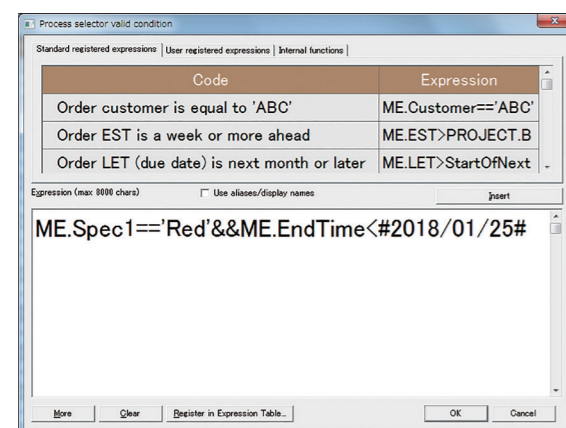 Process selector valid condition
Standard registered expressions User registered expressions Internal functions
Code Expression
Order customer is equal to 'ABC' ME.Customer=='ABC'
Order EST is a week or more ahead ME.EST>PROJECT.B
Order LET (due date) is next month or later ME.LET>StartOfNext
Expression (max 8000 chars) Use aliases/display names Insert
ME.Spec1=='Red'&&ME.EndTime<#2018/01/25#
More Clear Register in Expression Table... OK Cancel